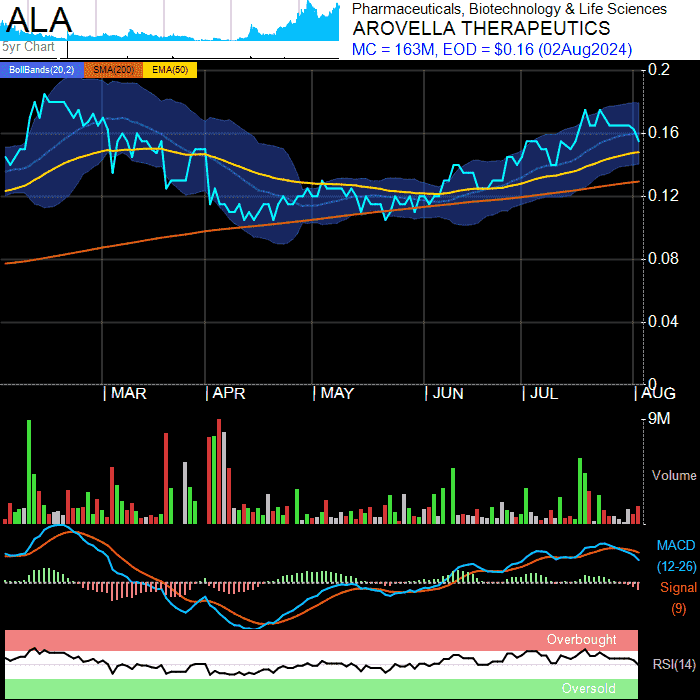 ALA
5yr Chart
Pharmaceuticals, Biotechnology & Life Sciences
AROVELLA THERAPEUTICS
MC = 163M, EOD = $0.16 (02Aug2024)
BollBands(20,2) SMA(200) EMA(50)
0.2
0.16
0.12
0.08
0.04
0
MAR APR MAY JUN JUL AUG
9M
Volume
MACD
(12-26)
Signal
(9)
Overbought
RSI(14)
Oversold